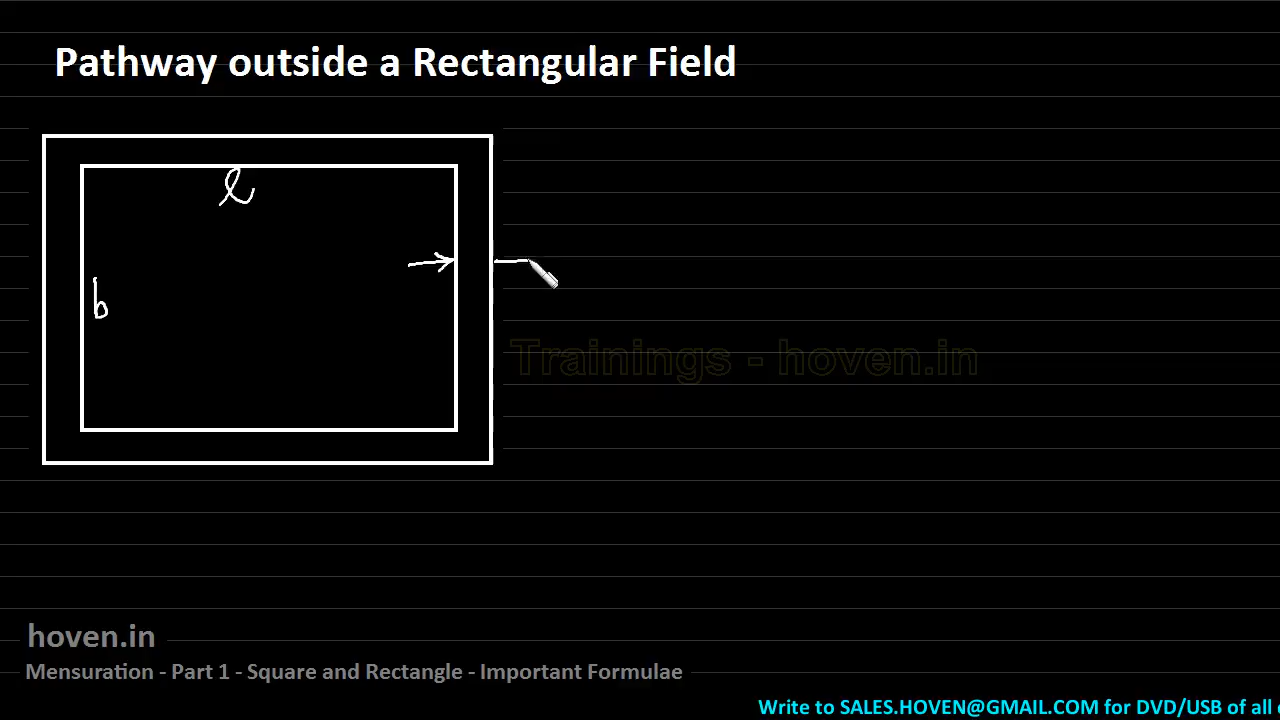 Pathway outside a Rectangular Field
l
b
Trainings - hoven.in
hoven.in
Mensuration - Part 1 - Square and Rectangle - Important Formulae
Write to SALES.HOVEN@GMAIL.COM for DVD/USB of all